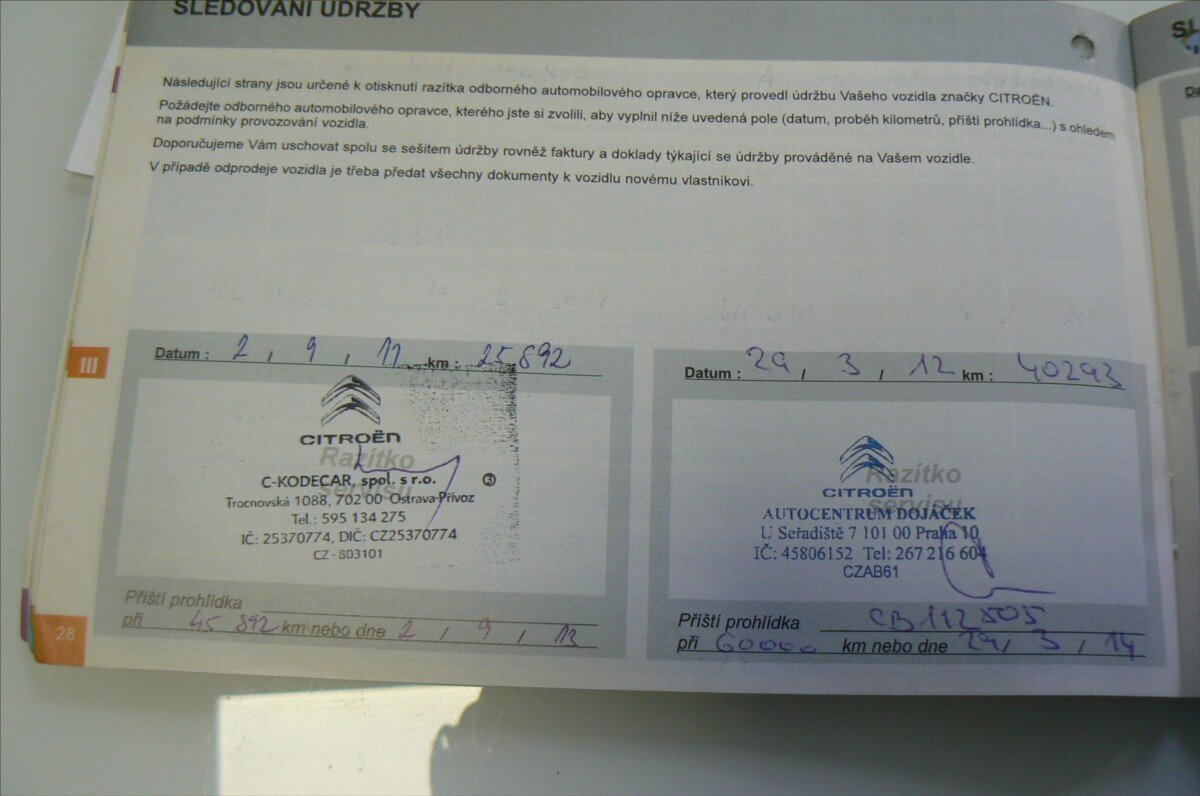 SLEDOVÁNÍ ÚDRŽBY
Následující strany jsou určené k otisknutí razítka odborného automobilového opravce, který provedl údržbu Vašeho vozidla značky CITROËN.
Požádejte odborného automobilového opravce, kterého jste si zvolili, aby vyplnil níže uvedená pole (datum, proběh kilometrů, příští prohlídka...) s ohledem
na podmínky provozování vozidla.
Doporučujeme Vám uschovat spolu se sešitem údržby rovněž faktury a doklady týkající se údržby prováděné na Vašem vozidle.
V případě odprodeje vozidla je třeba předat všechny dokumenty k vozidlu novému vlastníkovi.
III
Datum : 2 , 9 , 11 km : 25 892
CITROËN
Razítko
servisu
C-KODECAR, spol. s r.o. 3
Trocnovská 1088, 702 00 Ostrava-Přívoz
Tel.: 595 134 275
IČ: 25370774, DIČ: CZ25370774
CZ - 803101
Příští prohlídka
při 45 892 km nebo dne 2 , 9 , 13
28
Datum : 29 , 3 , 12 km : 40293
CITROËN
Razítko
servisu
AUTOCENTRUM DOJÁČEK
U Seřadiště 7 101 00 Praha 10
IČ: 45806152 Tel: 267 216 604
CZAB61
Příští prohlídka CB112805
při 60000 km nebo dne 29 , 3 , 14